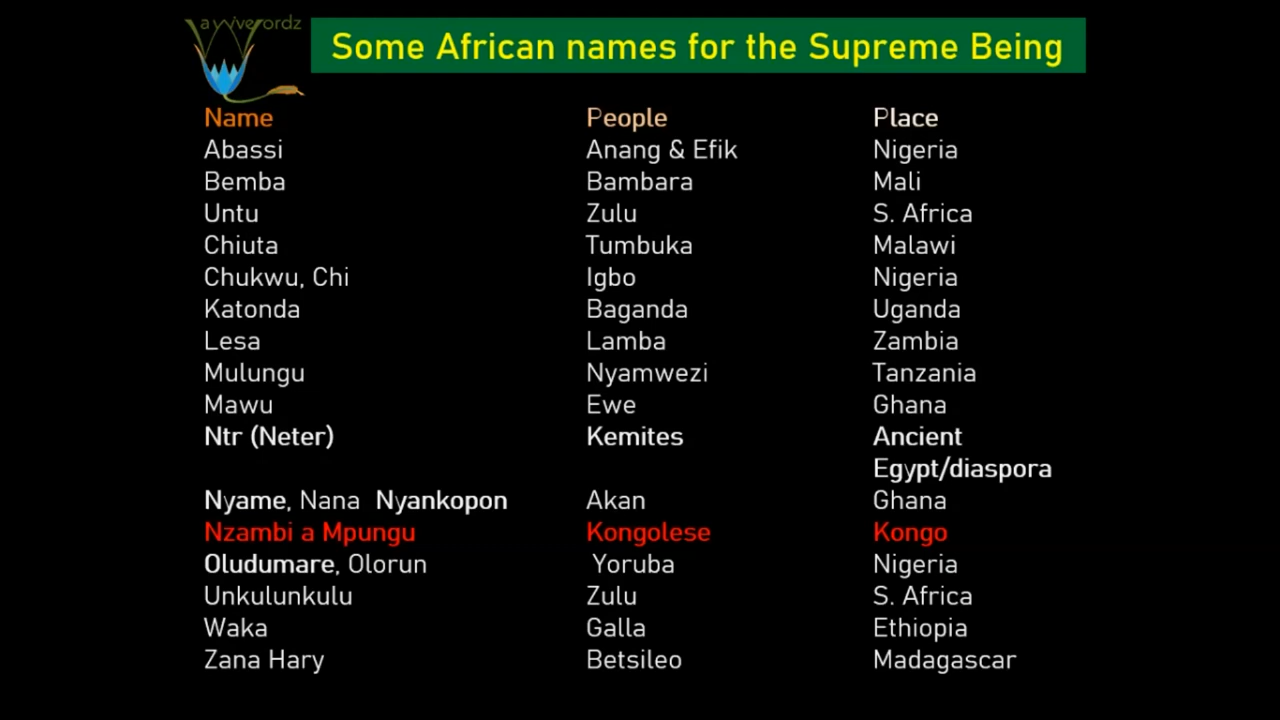 Some African names for the Supreme Being
Name People Place
Abassi Anang & Efik Nigeria
Bemba Bambara Mali
Untu Zulu S. Africa
Chiuta Tumbuka Malawi
Chukwu, Chi Igbo Nigeria
Katonda Baganda Uganda
Lesa Lamba Zambia
Mulungu Nyamwezi Tanzania
Mawu Ewe Ghana
Ntr (Neter) Kemites Ancient
Egypt/diaspora
Nyame, Nana Nyankopon Akan Ghana
Nzambi a Mpungu Kongolese Kongo
Oludumare, Olorun Yoruba Nigeria
Unkulunkulu Zulu S. Africa
Waka Galla Ethiopia
Zana Hary Betsileo Madagascar